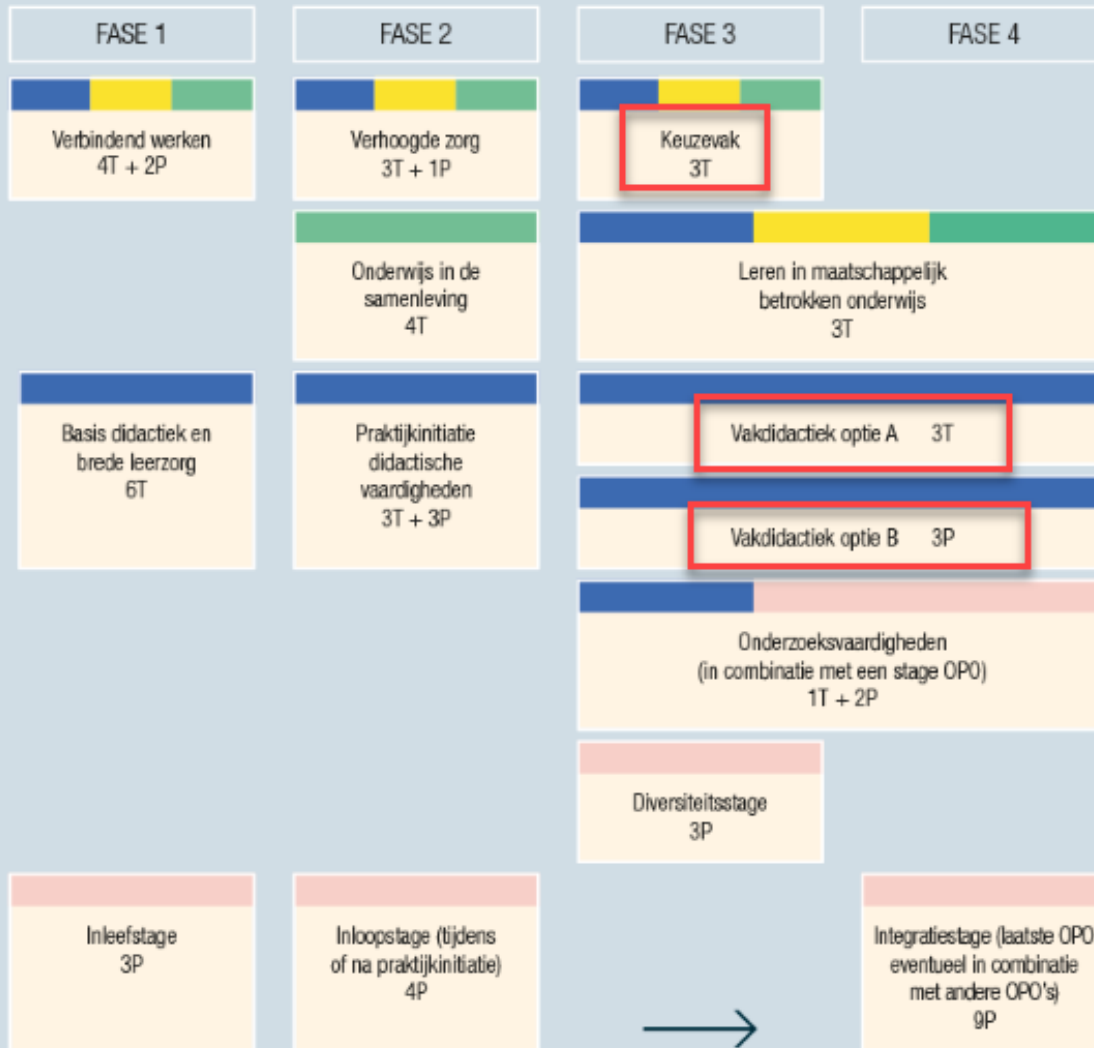 FASE 1
FASE 2
FASE 3
FASE 4
Verbindend werken
4T + 2P
Verhoogde zorg
3T + 1P
Keuzevak
3T
Onderwijs in de
samenleving
4T
Leren in maatschappelijk
betrokken onderwijs
3T
Basis didactiek en
brede leerzorg
6T
Praktijkinitiatie
didactische
vaardigheden
3T + 3P
Vakdidactiek optie A 3T
Vakdidactiek optie B 3P
Onderzoeksvaardigheden
(in combinatie met een stage OPO)
1T + 2P
Diversiteitsstage
3P
Inleefstage
3P
Inloopstage (tijdens
of na praktijkinitiatie)
4P
Integratiestage (laatste OPO
eventueel in combinatie
met andere OPO's)
9P